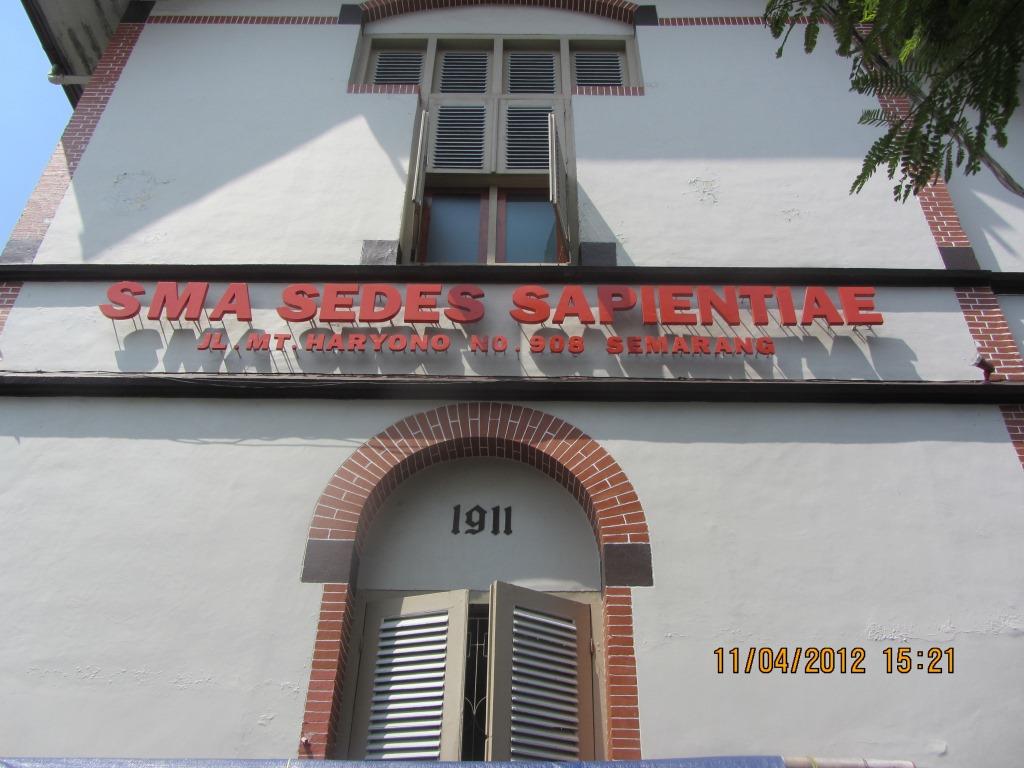 SMA SEDES SAPIENTIAE
JL. MT. HARYONO NO. 908 SEMARANG
1911
11/04/2012 15:21